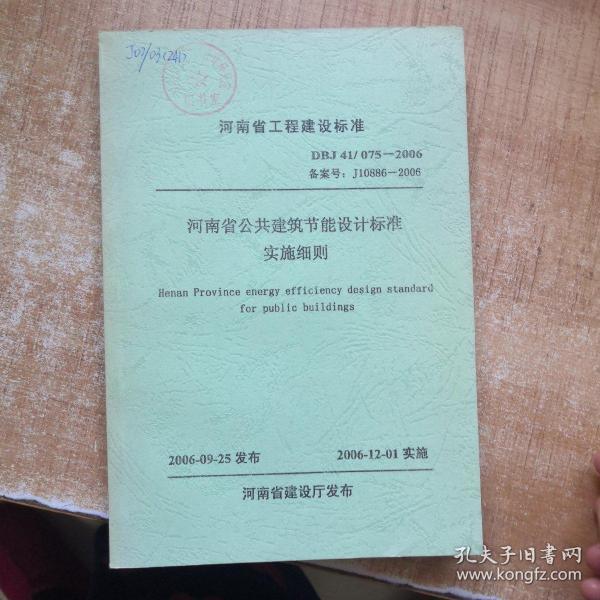 河南省工程建设标准
DBJ 41/ 075-2006
备案号: J10886-2006
河南省公共建筑节能设计标准
实施细则
Henan Province energy efficiency design standard
for public buildings
2006-09-25 发布 2006-12-01 实施
河南省建设厅发布
孔夫子旧书网
www.kongfz.com